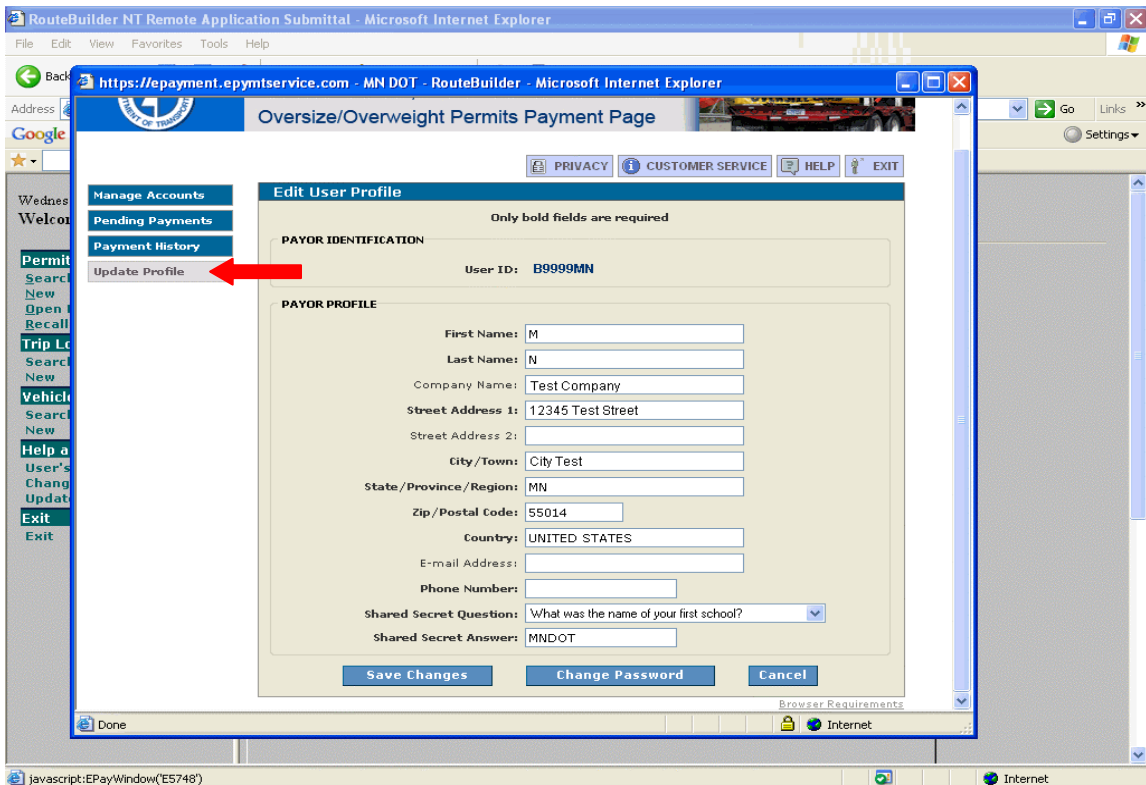 RouteBuilder NT Remote Application Submittal - Microsoft Internet Explorer
File Edit View Favorites Tools Help
Back
https://epayment.epymtservice.com - MN DOT - RouteBuilder - Microsoft Internet Explorer
Address
Go Links »
Google
Settings
OF TRANS
Oversize/Overweight Permits Payment Page
PRIVACY CUSTOMER SERVICE HELP EXIT
Wednes
Welcom
Permit
Search
New
Open
Recall
Trip Lo
Search
New
Vehicle
Search
New
Help a
User's
Chang
Updat
Exit
Exit
Manage Accounts
Pending Payments
Payment History
Update Profile
Edit User Profile
Only bold fields are required
PAYOR IDENTIFICATION
User ID: B9999MN
PAYOR PROFILE
First Name: M
Last Name: N
Company Name: Test Company
Street Address 1: 12345 Test Street
Street Address 2:
City/Town: City Test
State/Province/Region: MN
Zip/Postal Code: 55014
Country: UNITED STATES
E-mail Address:
Phone Number:
Shared Secret Question: What was the name of your first school?
Shared Secret Answer: MNDOT
Save Changes Change Password Cancel
Browser Requirements
Done
Internet
javascript:EPayWindow('E5748')
Internet